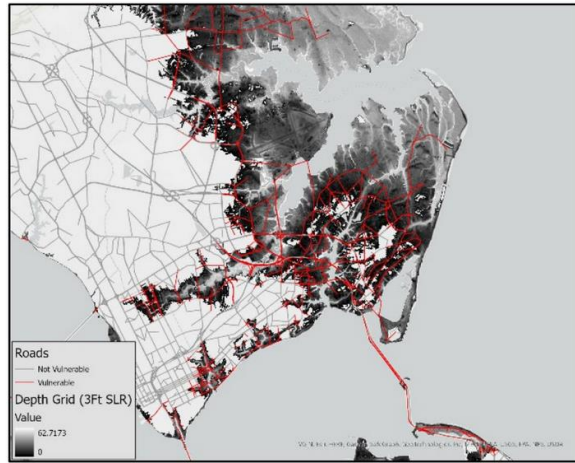 Roads
Not Vulnerable
Vulnerable
Depth Grid (3Ft SLR)
Value
62.7173
0